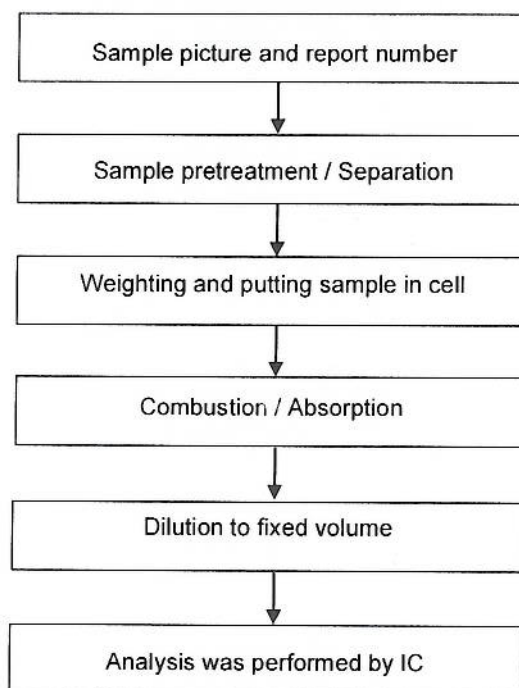 Sample picture and report number
Sample pretreatment / Separation
Weighting and putting sample in cell
Combustion / Absorption
Dilution to fixed volume
Analysis was performed by IC